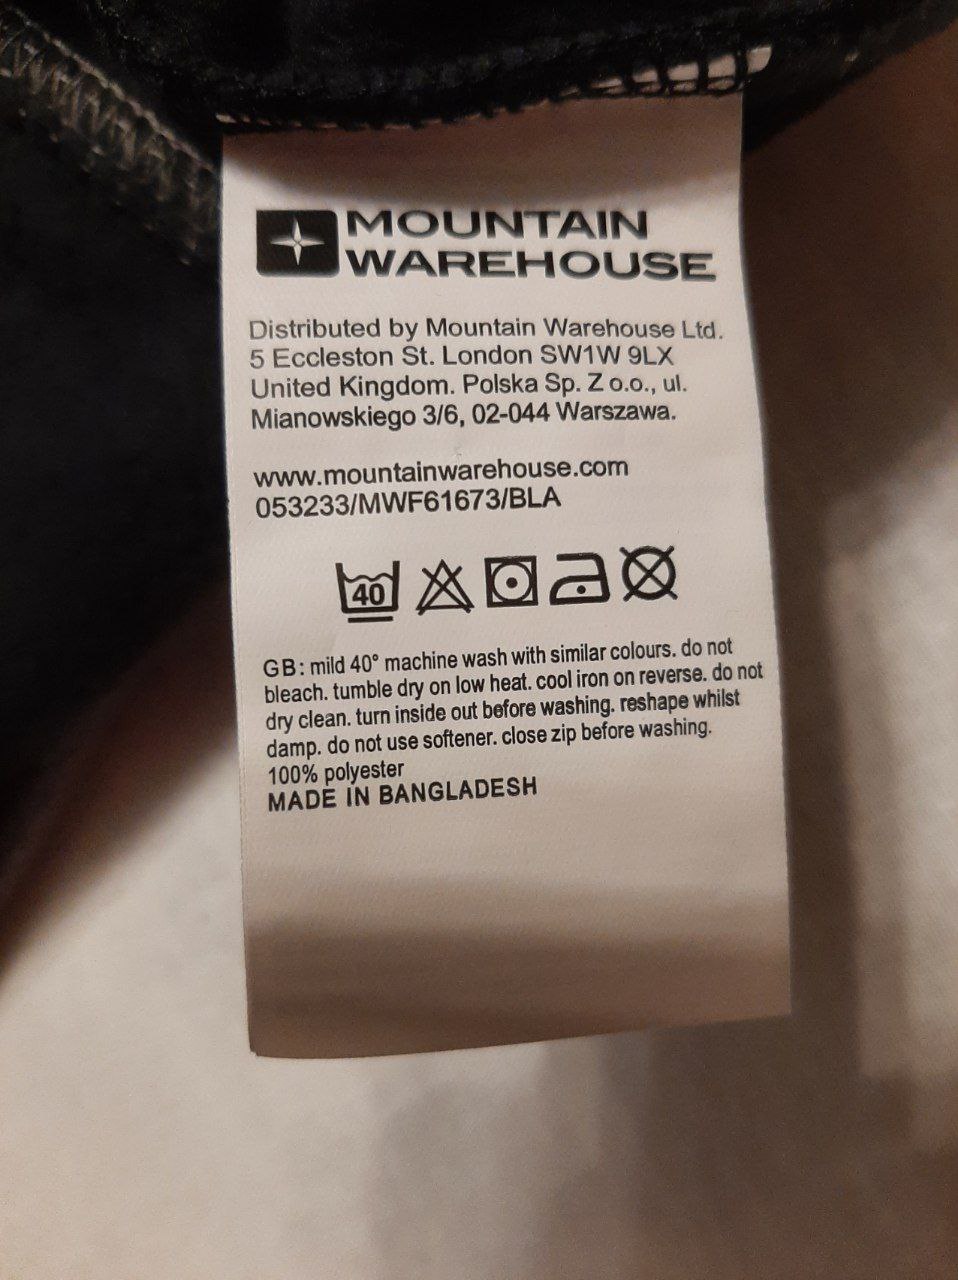 MOUNTAIN
WAREHOUSE
Distributed by Mountain Warehouse Ltd.
5 Eccleston St. London SW1W 9LX
United Kingdom. Polska Sp. Z o.o., ul.
Mianowskiego 3/6, 02-044 Warszawa.
www.mountainwarehouse.com
053233/MWF61673/BLA
40
GB: mild 40° machine wash with similar colours. do not
bleach. tumble dry on low heat. cool iron on reverse. do not
dry clean. turn inside out before washing. reshape whilst
damp. do not use softener. close zip before washing.
100% polyester
MADE IN BANGLADESH